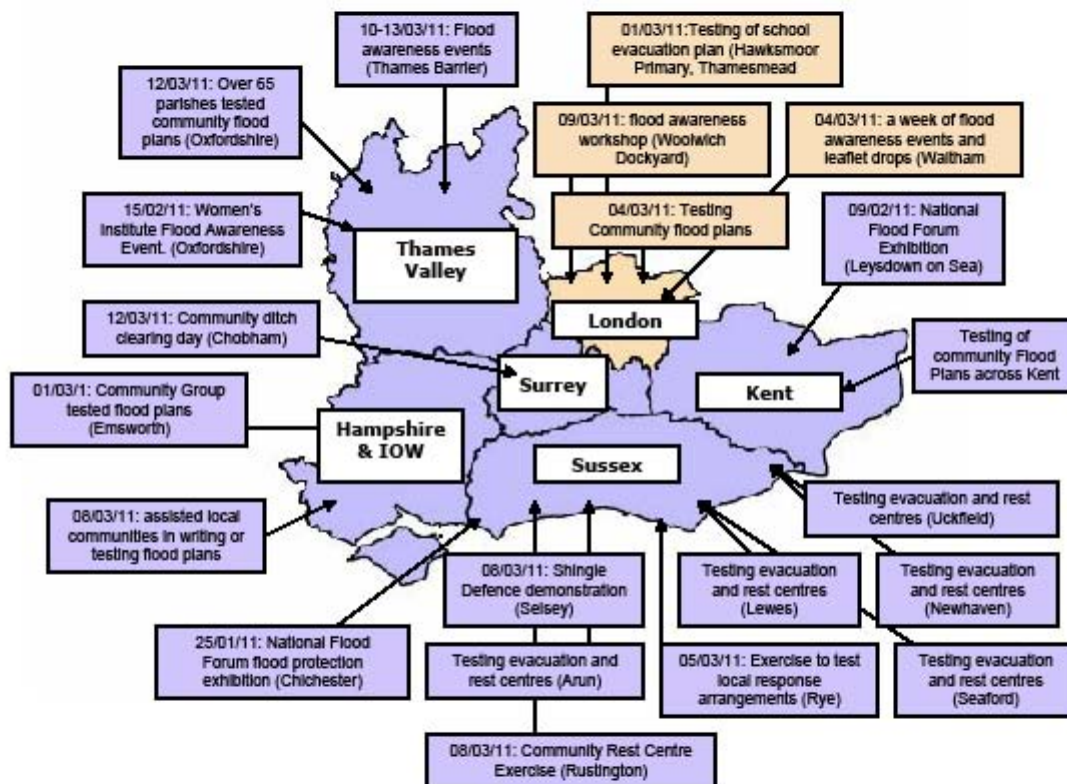 10-13/03/11: Flood
awareness events
(Thames Barrier)
01/03/11:Testing of school
evacuation plan (Hawksmoor
Primary, Thamesmead
12/03/11: Over 65
parishes tested
community flood
plans (Oxfordshire)
09/03/11: flood awareness
workshop (Woolwich
Dockyard)
04/03/11: a week of flood
awareness events and
leaflet drops (Waltham
15/02/11: Women's
Institute Flood Awareness
Event. (Oxfordshire)
04/03/11: Testing
Community flood plans
09/02/11: National
Flood Forum
Exhibition
(Leysdown on Sea)
Thames
Valley
12/03/11: Community ditch
clearing day (Chobham)
London
Testing of
community Flood
Plans across Kent
Surrey
Kent
01/03/1: Community Group
tested flood plans
(Emsworth)
Hampshire
& IOW
Sussex
08/03/11: assisted local
communities in writing or
testing flood plans
Testing evacuation and rest
centres (Uckfield)
08/03/11: Shingle
Defence demonstration
(Selsey)
Testing evacuation
and rest centres
(Lewes)
Testing evacuation
and rest centres
(Newhaven)
25/01/11: National Flood
Forum flood protection
exhibition (Chichester)
Testing evacuation and
rest centres (Arun)
05/03/11: Exercise to test
local response
arrangements (Rye)
Testing evacuation
and rest centres
(Seaford)
08/03/11: Community Rest Centre
Exercise (Rustington)